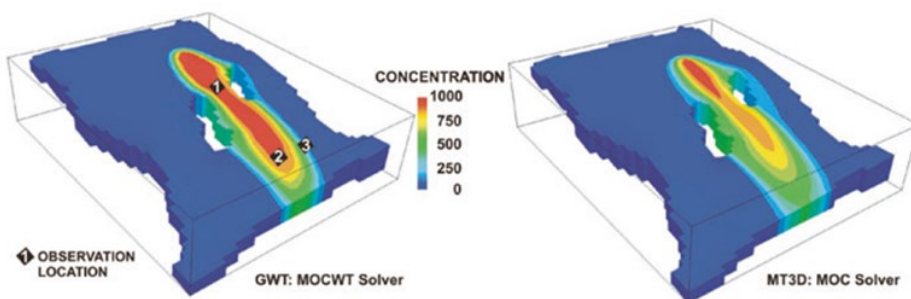 CONCENTRATION
1000
750
500
250
0
1
2
3
1 OBSERVATION
LOCATION
GWT: MOCWT Solver
MT3D: MOC Solver